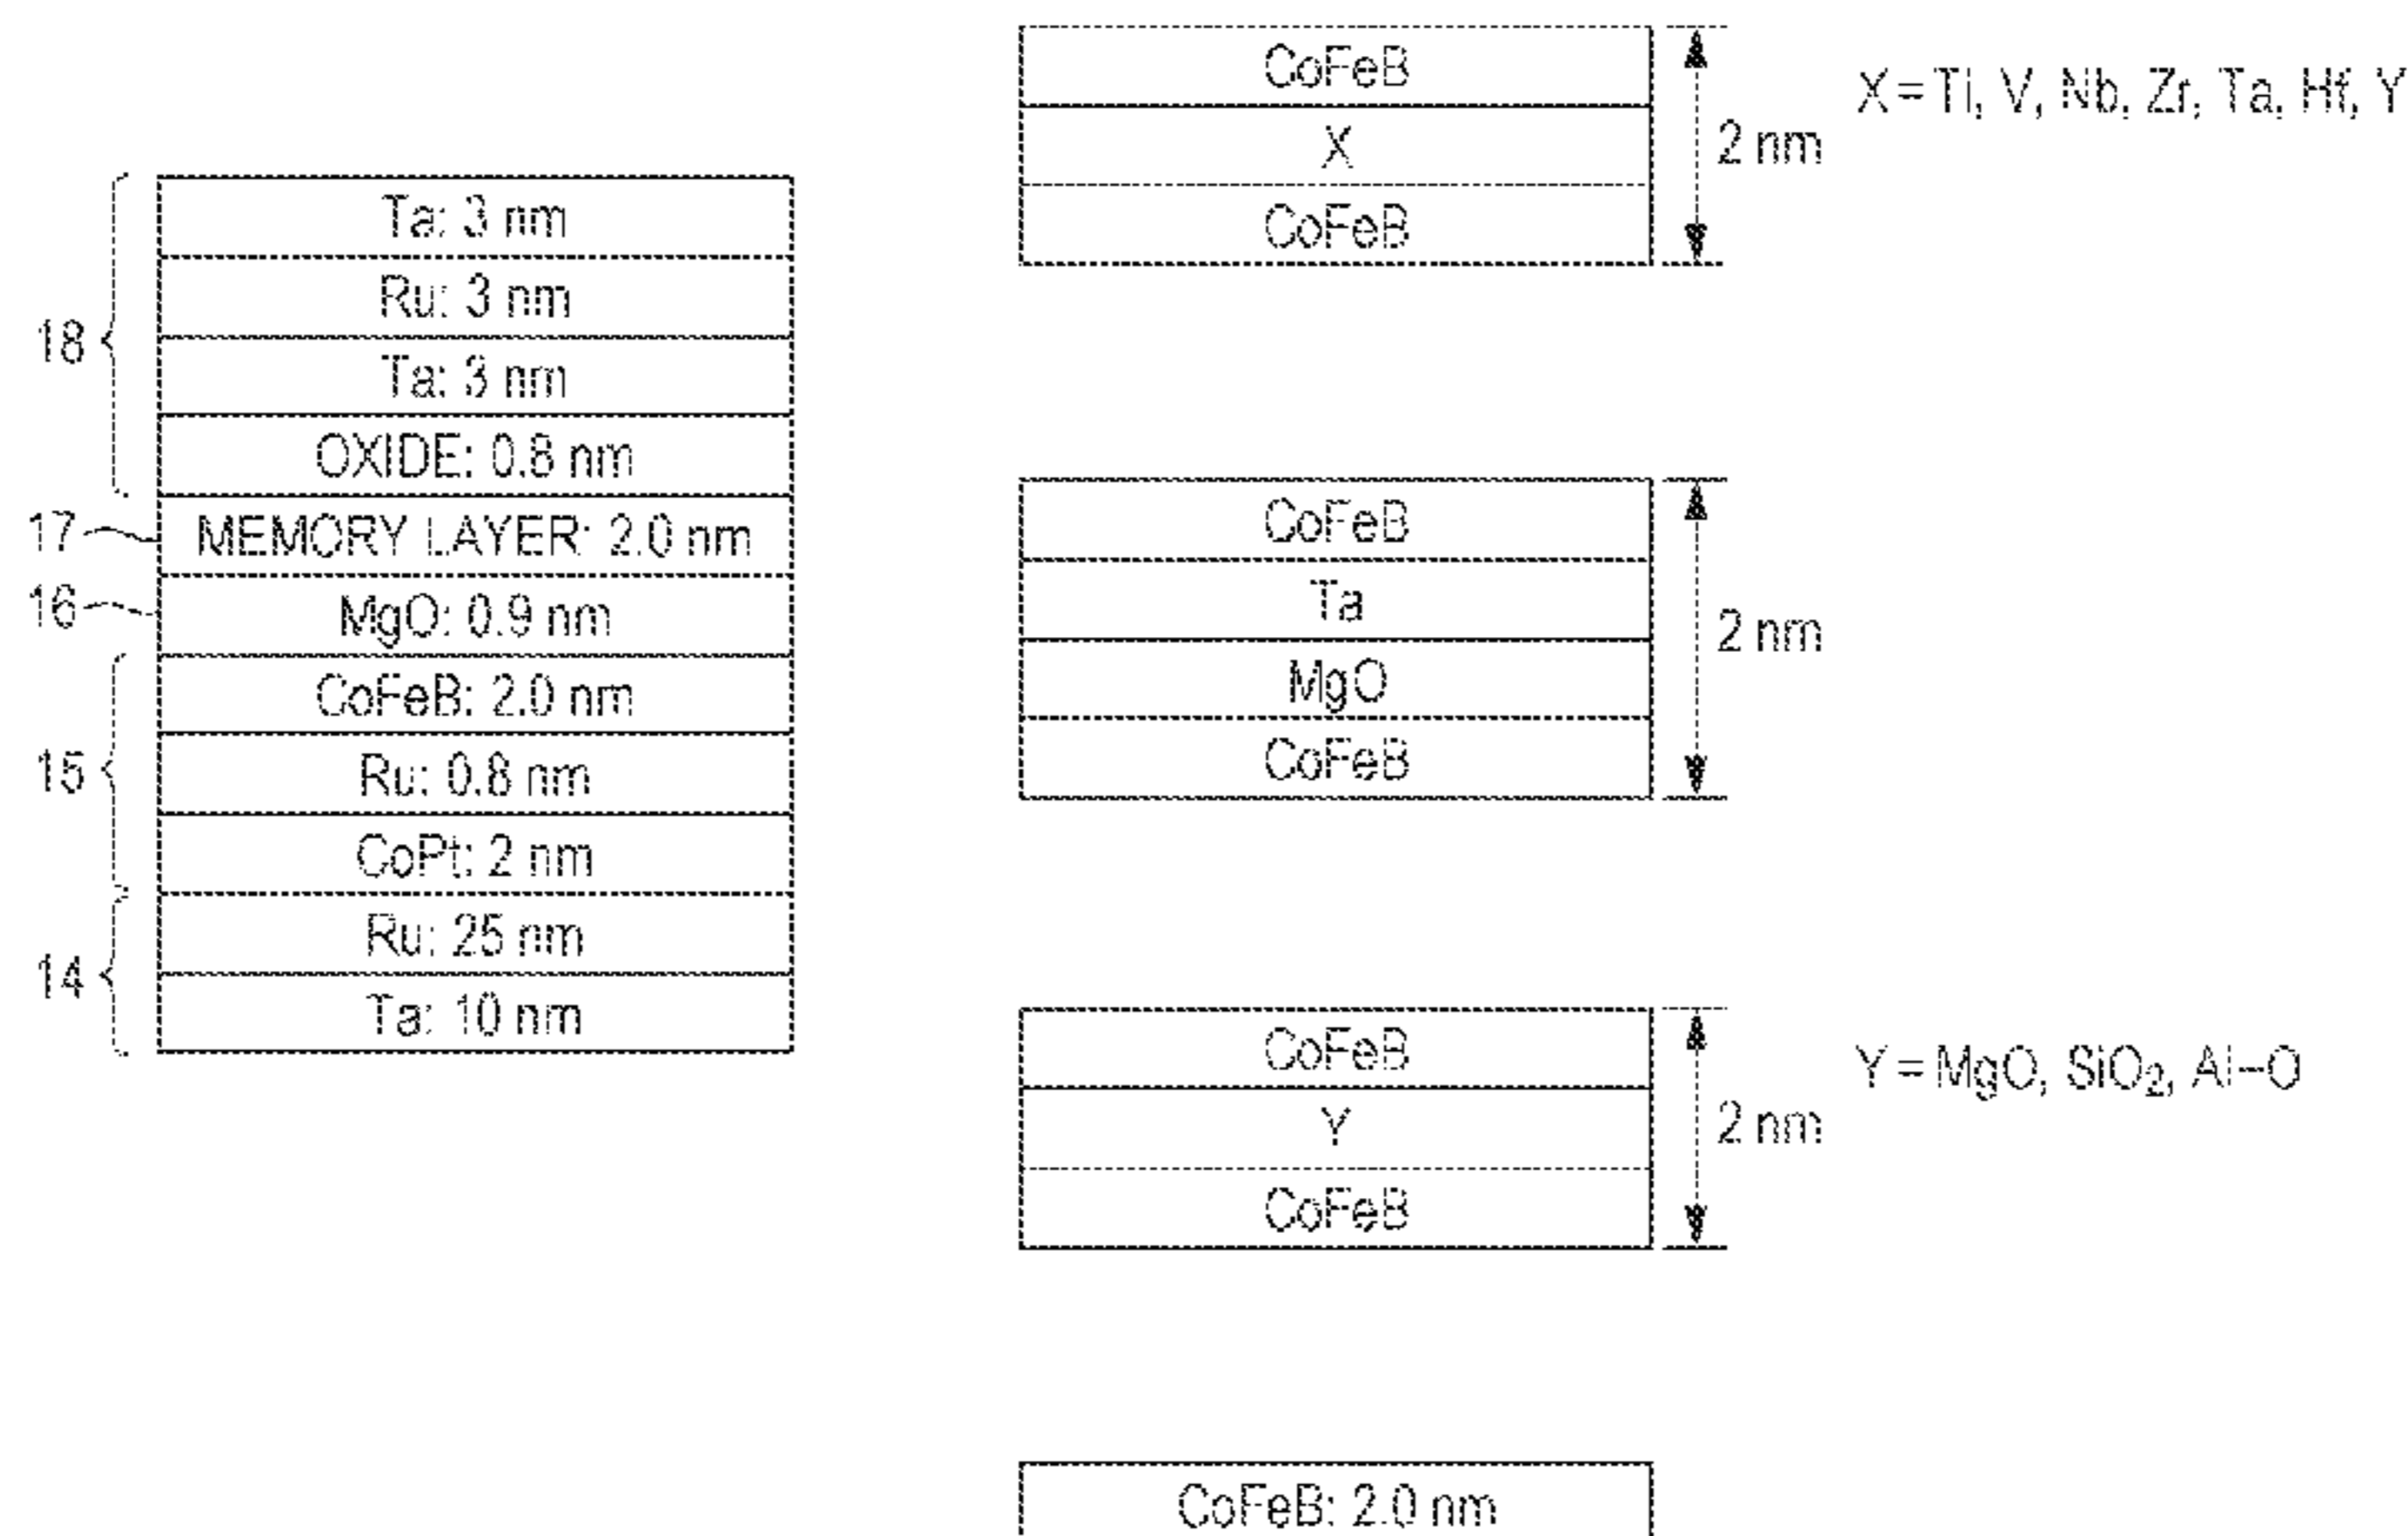 18
Ta: 3 nm
Ru: 3 nm
Ta: 3 nm
OXIDE: 0.8 nm
17
MEMORY LAYER: 2.0 nm
16
MgO: 0.9 nm
15
CoFeB: 2.0 nm
Ru: 0.8 nm
CoPt: 2 nm
14
Ru: 25 nm
Ta: 10 nm
CoFeB
X
CoFeB
2 nm
X = Ti, V, Nb, Zr, Ta, Hf, Y
CoFeB
Ta
MgO
CoFeB
2 nm
CoFeB
Y
CoFeB
2 nm
Y = MgO, SiO₂, Al–O
CoFeB: 2.0 nm